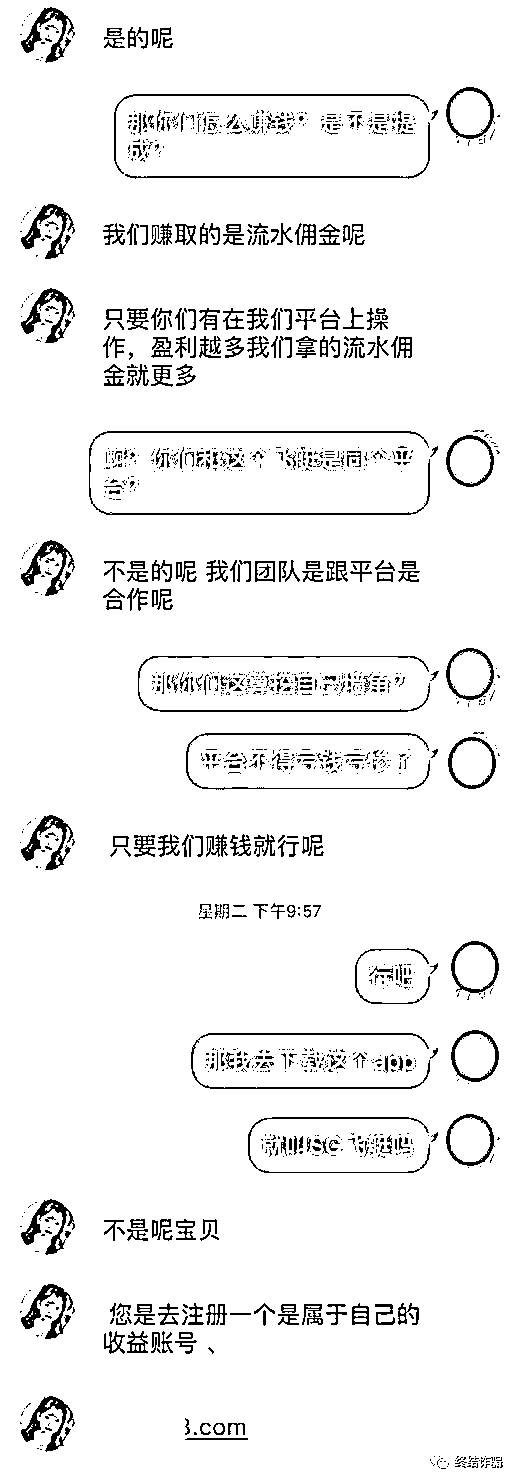 是的呢
那你们怎么赚钱？是不是提
成？
我们赚取的是流水佣金呢
只要你们有在我们平台上操
作，盈利越多我们拿的流水佣
金就更多
你们和这个飞艇是同个平
台？
不是的呢 我们团队是跟平台是
合作呢
那你们这算挖自己墙角？
平台不得亏钱亏惨了
只要我们赚钱就行呢
星期二 下午9:57
行吧
那我去下载这个app
就叫SG飞艇吗
不是呢宝贝
您是去注册一个是属于自己的
收益账号 、
3.com
终结诈骗